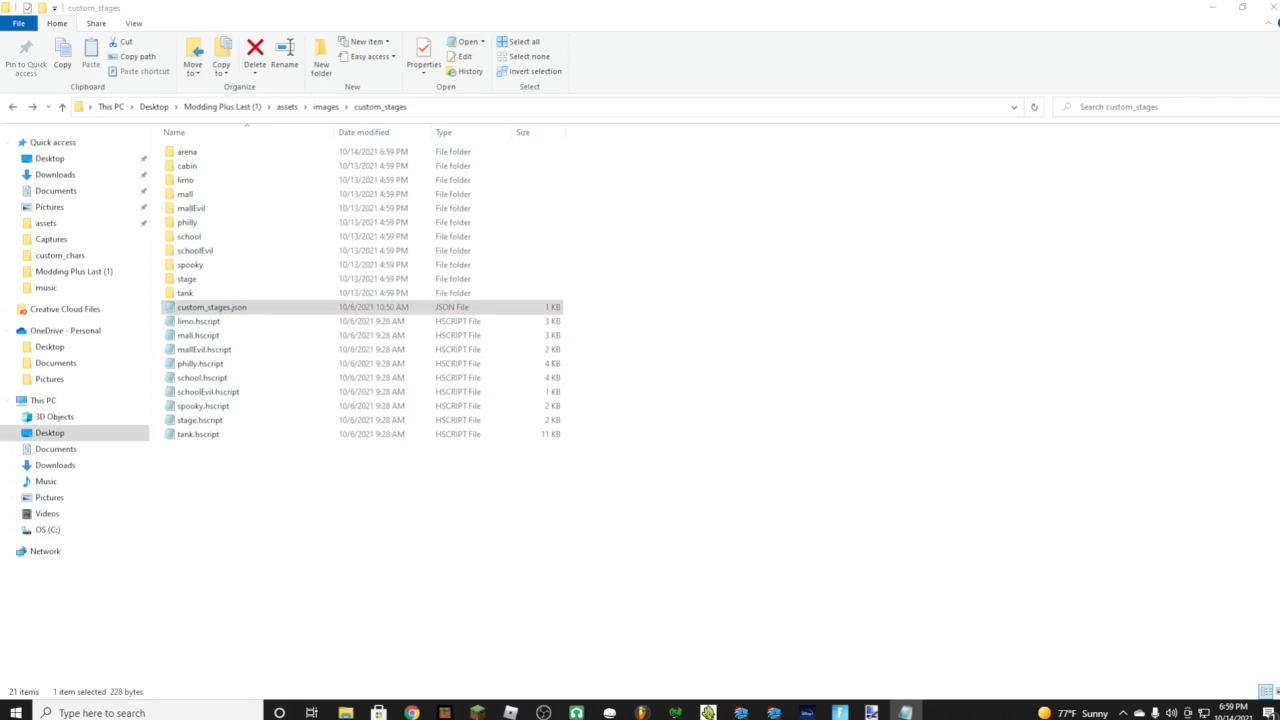 custom_stages
File Home Share View
Pin to Quick access
Copy
Paste
Cut
Copy path
Paste shortcut
Move to
Copy to
Delete
Rename
New folder
New item
Easy access
Properties
Open
Edit
History
Select all
Select none
Invert selection
Clipboard Organize New Open Select
This PC Desktop Modding Plus Last (1) assets images custom_stages
Search custom_stages
Name Date modified Type Size
arena 10/14/2021 6:59 PM File folder
cabin 10/13/2021 4:59 PM File folder
limo 10/13/2021 4:59 PM File folder
mall 10/13/2021 4:59 PM File folder
mallEvil 10/13/2021 4:59 PM File folder
philly 10/13/2021 4:59 PM File folder
school 10/13/2021 4:59 PM File folder
schoolEvil 10/13/2021 4:59 PM File folder
spooky 10/13/2021 4:59 PM File folder
stage 10/13/2021 4:59 PM File folder
tank 10/13/2021 4:59 PM File folder
custom_stages.json 10/6/2021 10:50 AM JSON File 1 KB
limo.hscript 10/6/2021 9:28 AM HSCRIPT File 3 KB
mall.hscript 10/6/2021 9:28 AM HSCRIPT File 3 KB
mallEvil.hscript 10/6/2021 9:28 AM HSCRIPT File 2 KB
philly.hscript 10/6/2021 9:28 AM HSCRIPT File 4 KB
school.hscript 10/6/2021 9:28 AM HSCRIPT File 4 KB
schoolEvil.hscript 10/6/2021 9:28 AM HSCRIPT File 1 KB
spooky.hscript 10/6/2021 9:28 AM HSCRIPT File 2 KB
stage.hscript 10/6/2021 9:28 AM HSCRIPT File 2 KB
tank.hscript 10/6/2021 9:28 AM HSCRIPT File 11 KB
Quick access
Desktop
Downloads
Documents
Pictures
assets
Captures
custom_chars
Modding Plus Last (1)
music
Creative Cloud Files
OneDrive - Personal
Desktop
Documents
Pictures
This PC
3D Objects
Desktop
Documents
Downloads
Music
Pictures
Videos
OS (C:)
Network
21 items 1 item selected 228 bytes
Type here to search
77°F Sunny
6:59 PM
10/14/2021